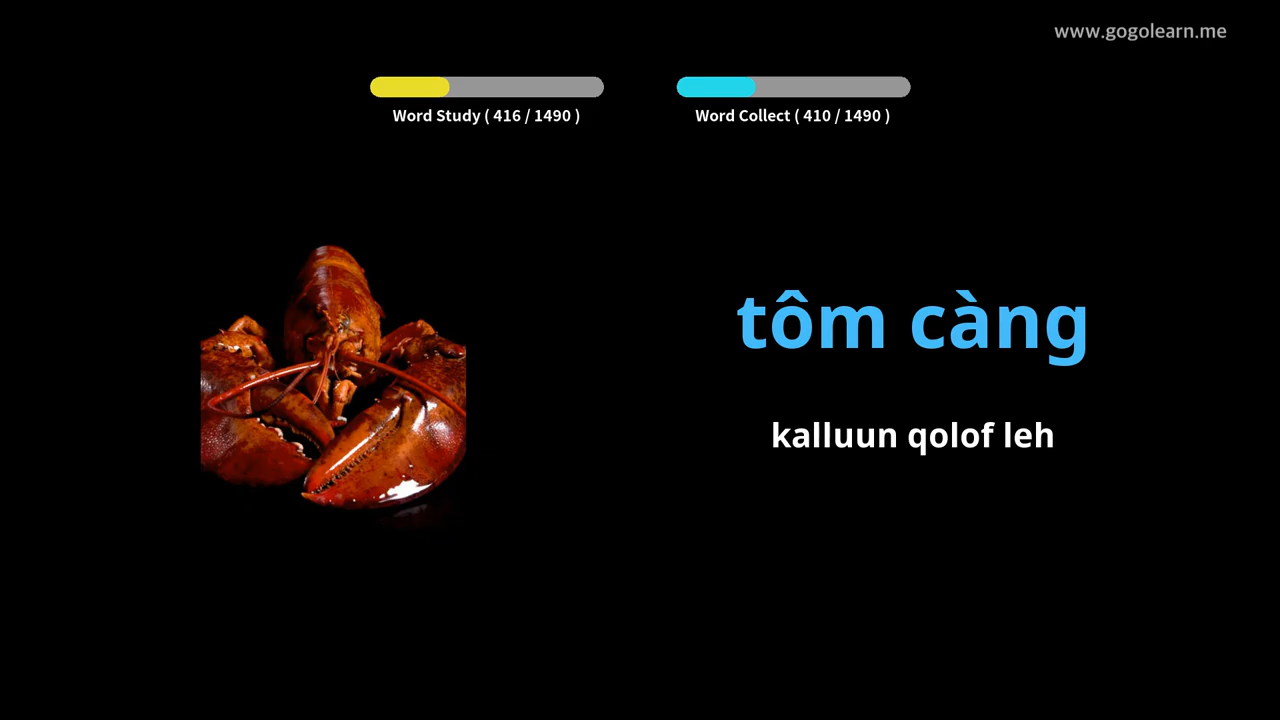 www.gogolearn.me
Word Study ( 416 / 1490 )
Word Collect ( 410 / 1490 )
tôm càng
kalluun qolof leh